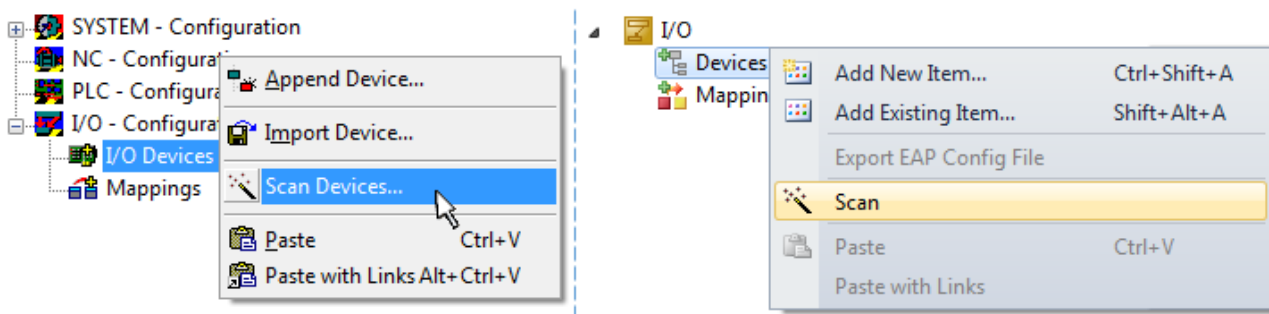 SYSTEM - Configuration
NC - Configurati
PLC - Configura
I/O - Configurat
I/O Devices
Mappings
Append Device...
Import Device...
Scan Devices...
Paste Ctrl+V
Paste with Links Alt+Ctrl+V
I/O
Devices
Mappin
Add New Item... Ctrl+Shift+A
Add Existing Item... Shift+Alt+A
Export EAP Config File
Scan
Paste Ctrl+V
Paste with Links